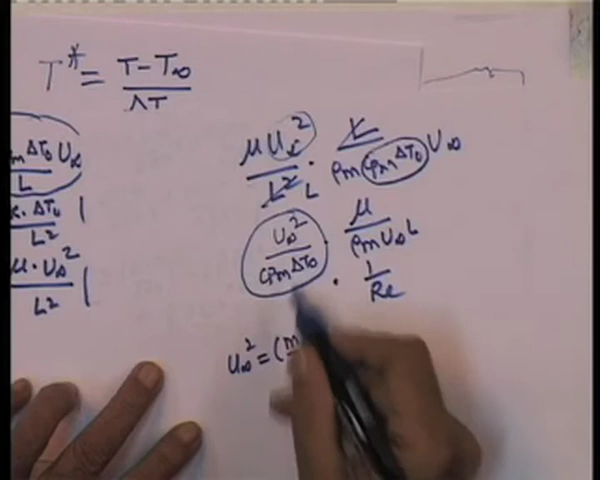 T* = T - T∞ / ΔT
ρm ΔT₀ U∞ / L
K · ΔT₀ / L² |
μ · U∞² / L² |
μ U∞² / L² L · L / ρm Cpm ΔT₀ U∞
U∞² / Cpm ΔT₀ · μ / ρm U∞ L
· 1 / Re
U∞² = (m